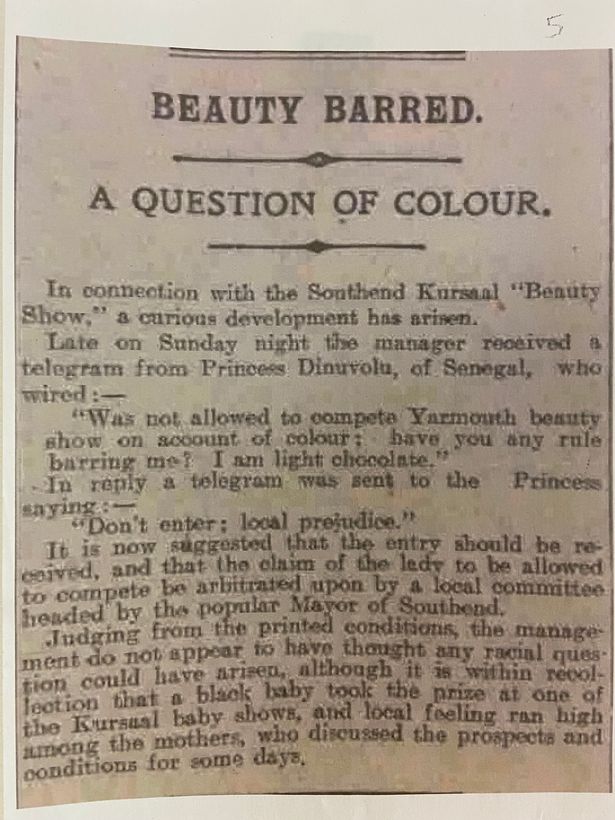 5
BEAUTY BARRED.
A QUESTION OF COLOUR.
In connection with the Southend Kursaal "Beauty
Show," a curious development has arisen.
Late on Sunday night the manager received a
telegram from Princess Dinuvolu, of Senegal, who
wired:—
"Was not allowed to compete Yarmouth beauty
show on account of colour; have you any rule
barring me? I am light chocolate."
In reply a telegram was sent to the Princess
saying:—
"Don't enter; local prejudice."
It is now suggested that the entry should be re-
ceived, and that the claim of the lady to be allowed
to compete be arbitrated upon by a local committee
headed by the popular Mayor of Southend.
Judging from the printed conditions, the manage-
ment do not appear to have thought any racial ques-
tion could have arisen, although it is within recol-
lection that a black baby took the prize at one of
the Kursaal baby shows, and local feeling ran high
among the mothers, who discussed the prospects and
conditions for some days.